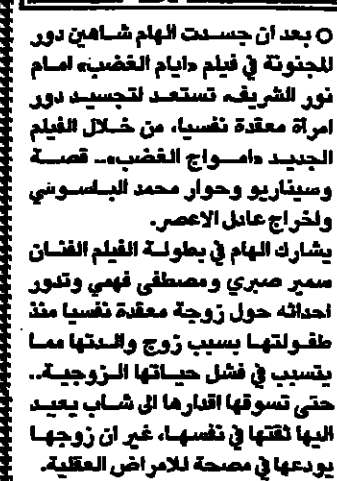 ○ بعد ان جسدت الهام شاهين دور
المجنونة في فيلم «ايام الغضب» امام
نور الشريف، تستعد لتجسيد دور
امرأة معقدة نفسيا، من خلال الفيلم
الجديد «امواج الغضب».. قصة
وسيناريو وحوار محمد الباسوسي
ولخراج عادل الاعصر.
يشارك الهام في بطولة الفيلم الفنان
سمير صبري ومصطفى فهمي وتدور
احداثه حول زوجة معقدة نفسيا منذ
طفولتها بسبب زوج والدتها مما
يتسبب في فشل حياتها الزوجية..
حتى تسوقها اقدارها الى شاب يعيد
اليها ثقتها في نفسها، غير ان زوجها
يودعها في مصحة للامراض العقلية.